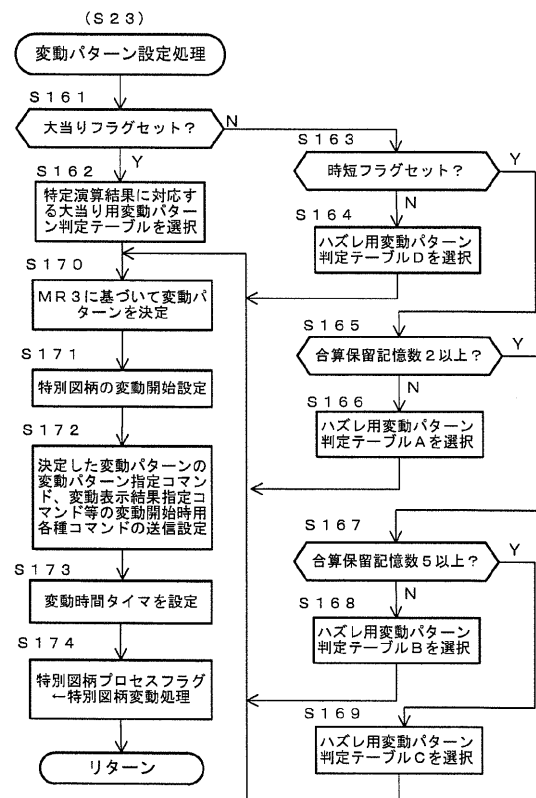 (S23)
変動パターン設定処理
S161
大当りフラグセット?
N
Y
S162
特定演算結果に対応す
る大当り用変動パター
ン判定テーブルを選択
S163
時短フラグセット?
Y
N
S164
ハズレ用変動パターン
判定テーブルDを選択
S170
MR3に基づいて変動パ
ターンを決定
S165
合算保留記憶数2以上?
Y
N
S171
特別図柄の変動開始設定
S166
ハズレ用変動パターン
判定テーブルAを選択
S172
決定した変動パターンの
変動パターン指定コマン
ド、変動表示結果指定コ
マンド等の変動開始時用
各種コマンドの送信設定
S167
合算保留記憶数5以上?
Y
N
S173
変動時間タイマを設定
S168
ハズレ用変動パターン
判定テーブルBを選択
S174
特別図柄プロセスフラグ
←特別図柄変動処理
S169
ハズレ用変動パターン
判定テーブルCを選択
リターン